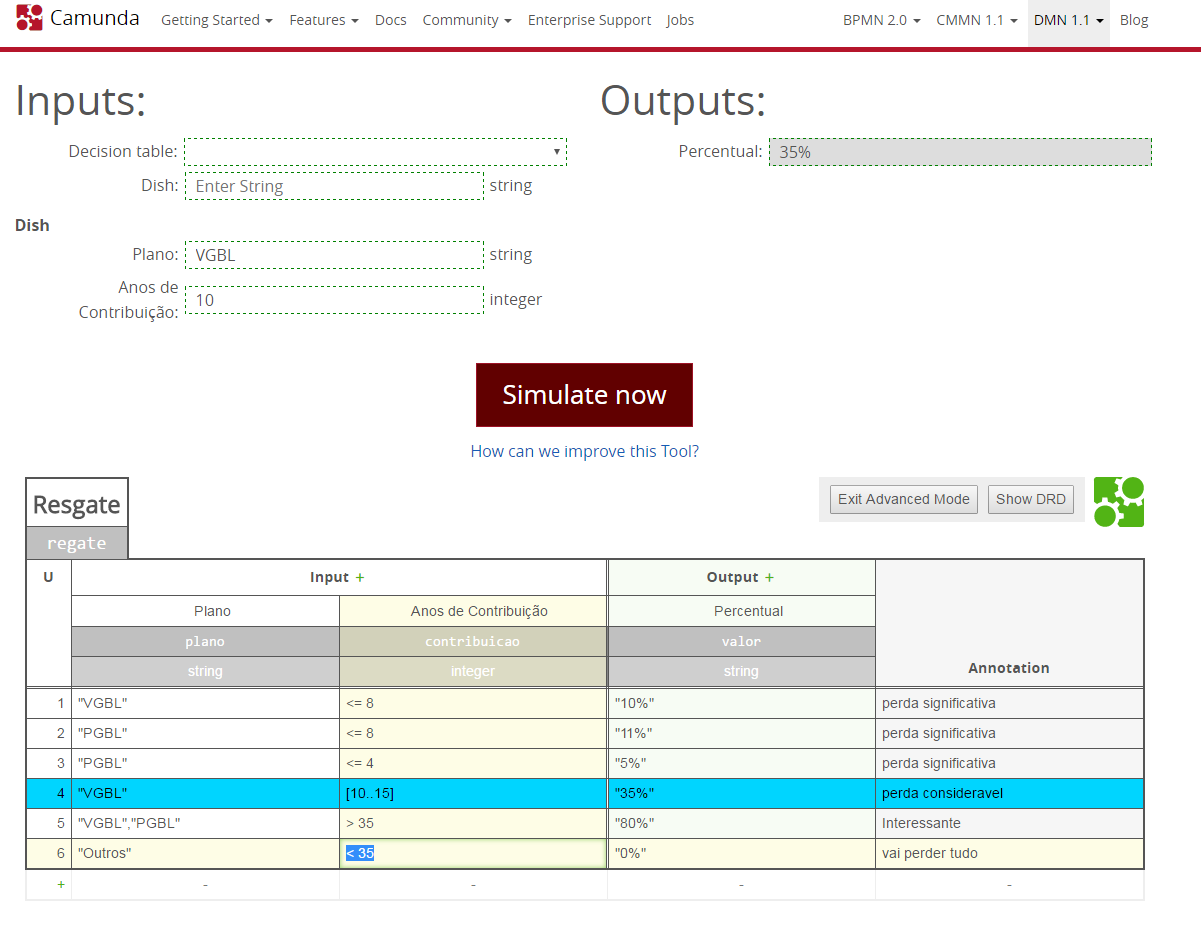 Camunda Getting Started Features Docs Community Enterprise Support Jobs BPMN 2.0 CMMN 1.1 DMN 1.1 Blog
Inputs:
Decision table:
Dish: Enter String string
Dish
Plano: VGBL string
Anos de
Contribuição: 10 integer
Outputs:
Percentual: 35%
Simulate now
How can we improve this Tool?
Resgate
regate
Exit Advanced Mode Show DRD
U Input + Output +
Plano Anos de Contribuição Percentual
plano contribuicao valor
string integer string
Annotation
1 "VGBL" <= 8 "10%" perda significativa
2 "PGBL" <= 8 "11%" perda significativa
3 "PGBL" <= 4 "5%" perda significativa
4 "VGBL" [10..15] "35%" perda consideravel
5 "VGBL","PGBL" > 35 "80%" Interessante
6 "Outros" < 35 "0%" vai perder tudo
+ - - - -